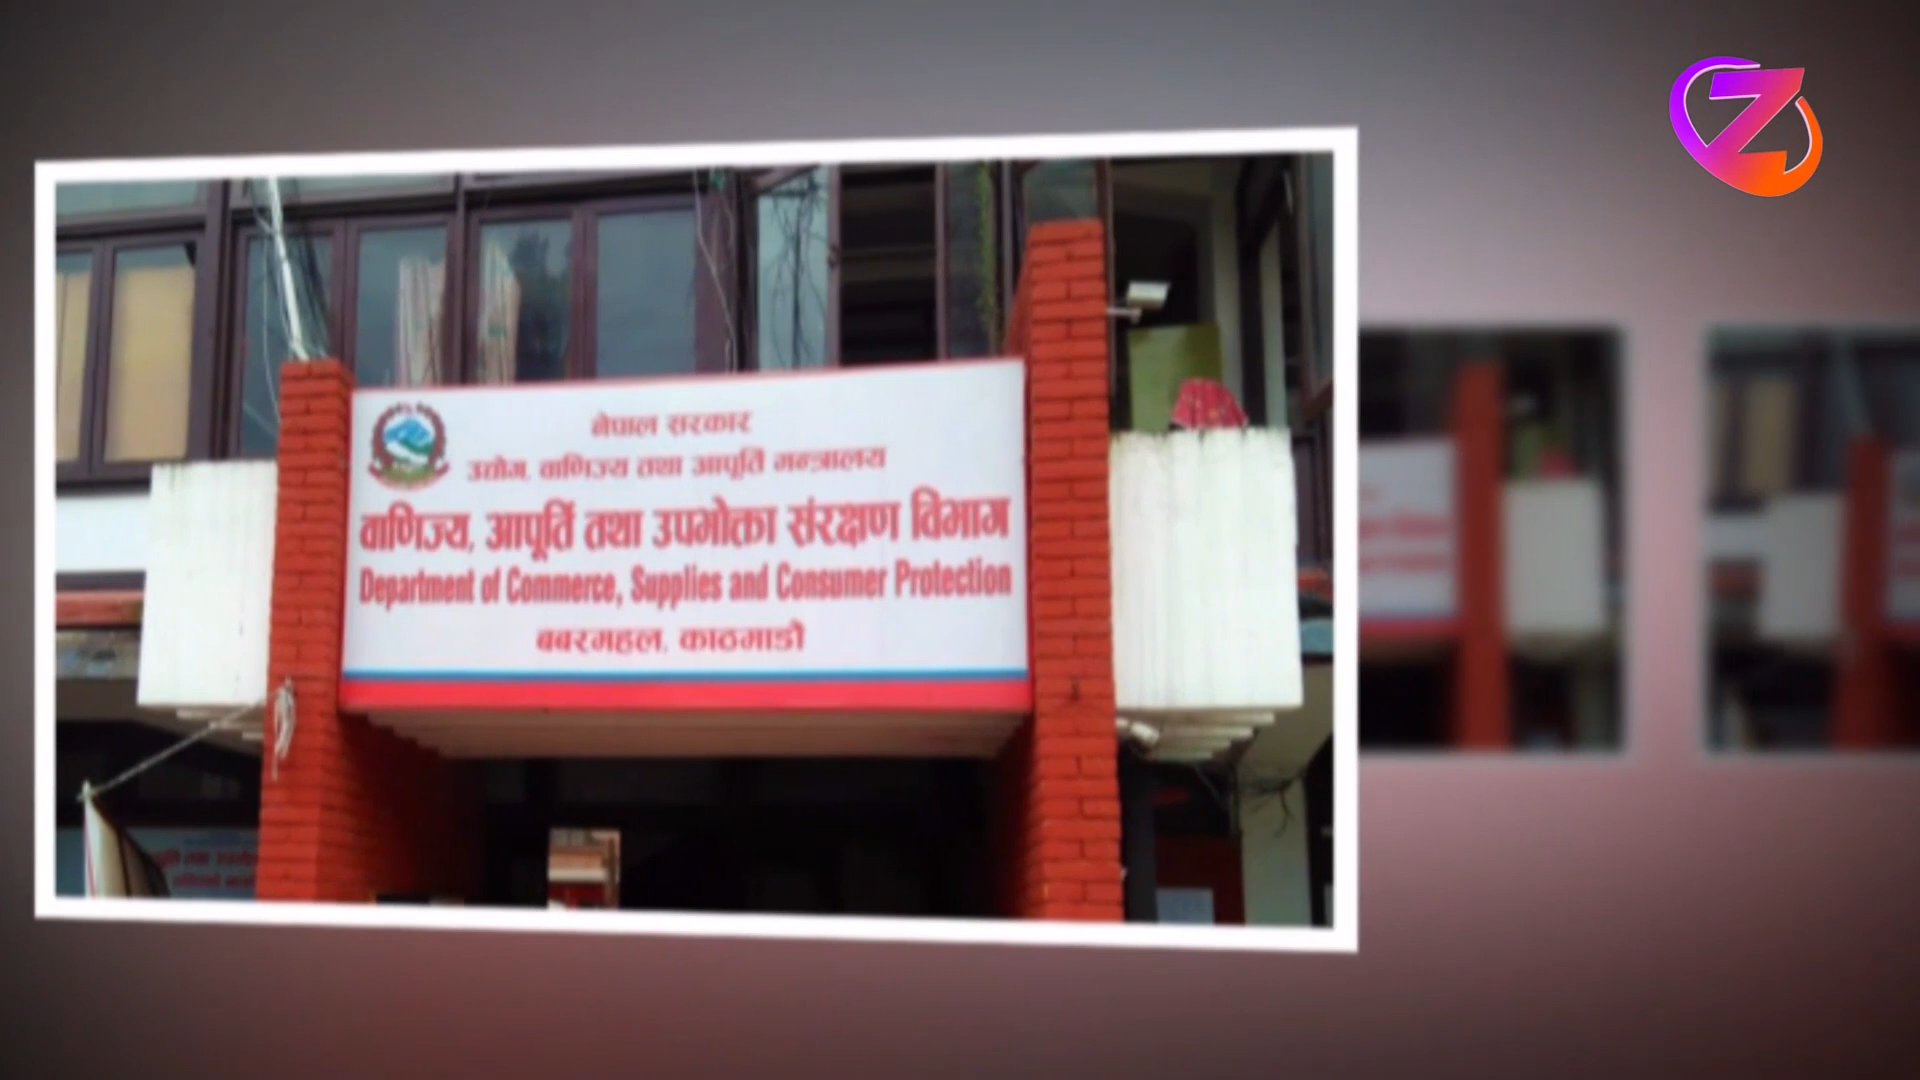 नेपाल सरकार
उद्योग, वाणिज्य तथा आपूर्ति मन्त्रालय
वाणिज्य, आपूर्ति तथा उपभोक्ता संरक्षण विभाग
Department of Commerce, Supplies and Consumer Protection
बबरमहल, काठमाडौं
Z